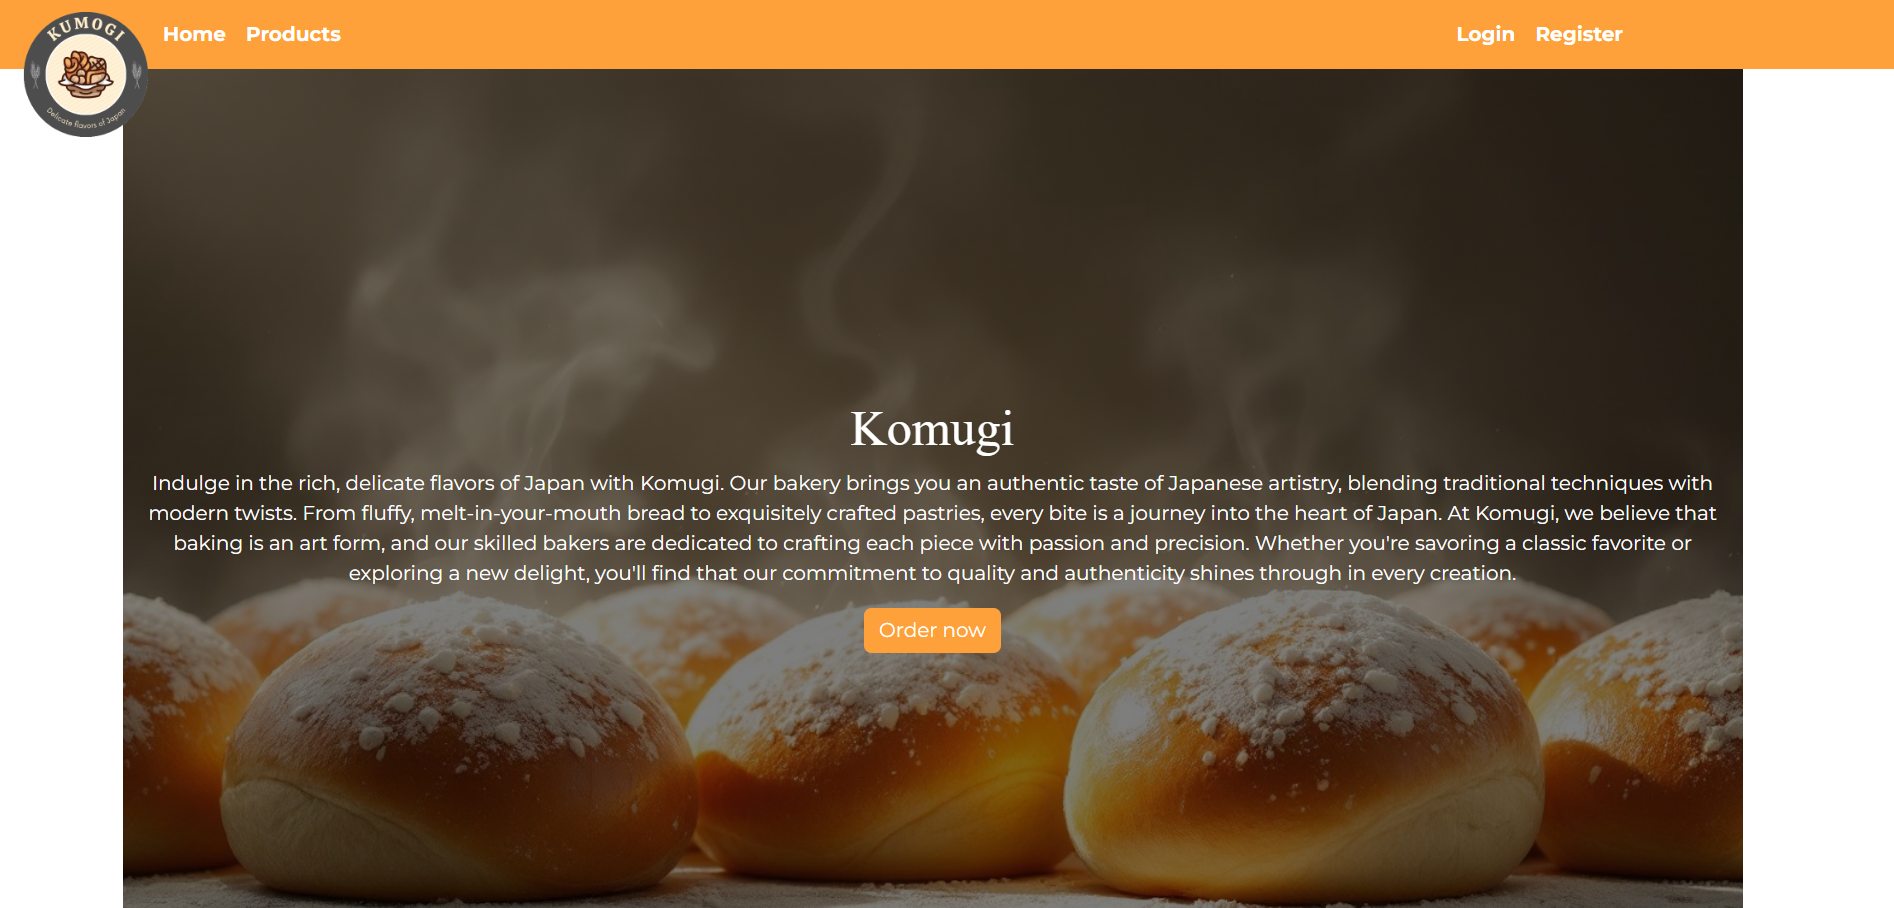 KUMOGI
Delicate flavors of Japan
Home Products
Login Register
Komugi
Indulge in the rich, delicate flavors of Japan with Komugi. Our bakery brings you an authentic taste of Japanese artistry, blending traditional techniques with
modern twists. From fluffy, melt-in-your-mouth bread to exquisitely crafted pastries, every bite is a journey into the heart of Japan. At Komugi, we believe that
baking is an art form, and our skilled bakers are dedicated to crafting each piece with passion and precision. Whether you're savoring a classic favorite or
exploring a new delight, you'll find that our commitment to quality and authenticity shines through in every creation.
Order now